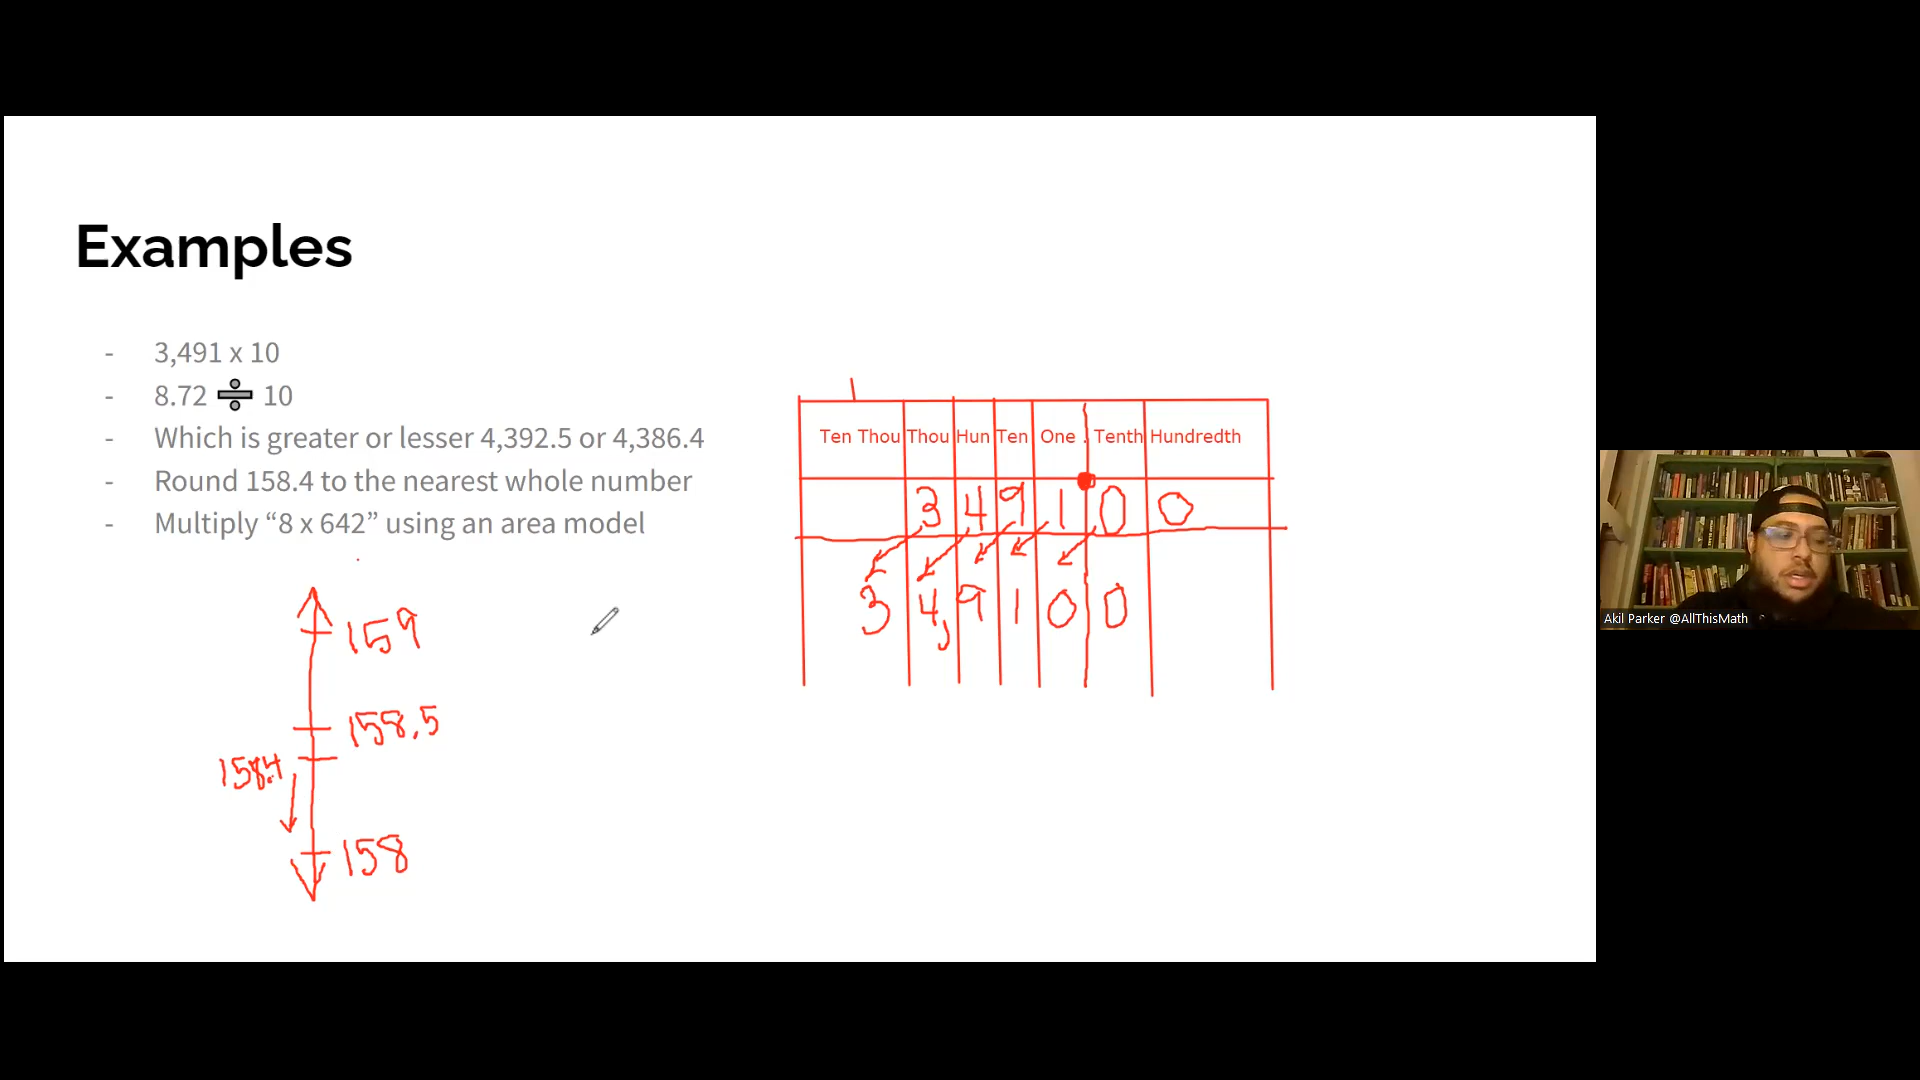 Examples
- 3,491 x 10
- 8.72 ÷ 10
- Which is greater or lesser 4,392.5 or 4,386.4
- Round 158.4 to the nearest whole number
- Multiply “8 x 642” using an area model
159
158.5
158.4
158
Ten Thou Thou Hun Ten One . Tenth Hundredth
3 4 9 1 0 0
3 4, 9 1 0 0
Akil Parker @AllThisMath